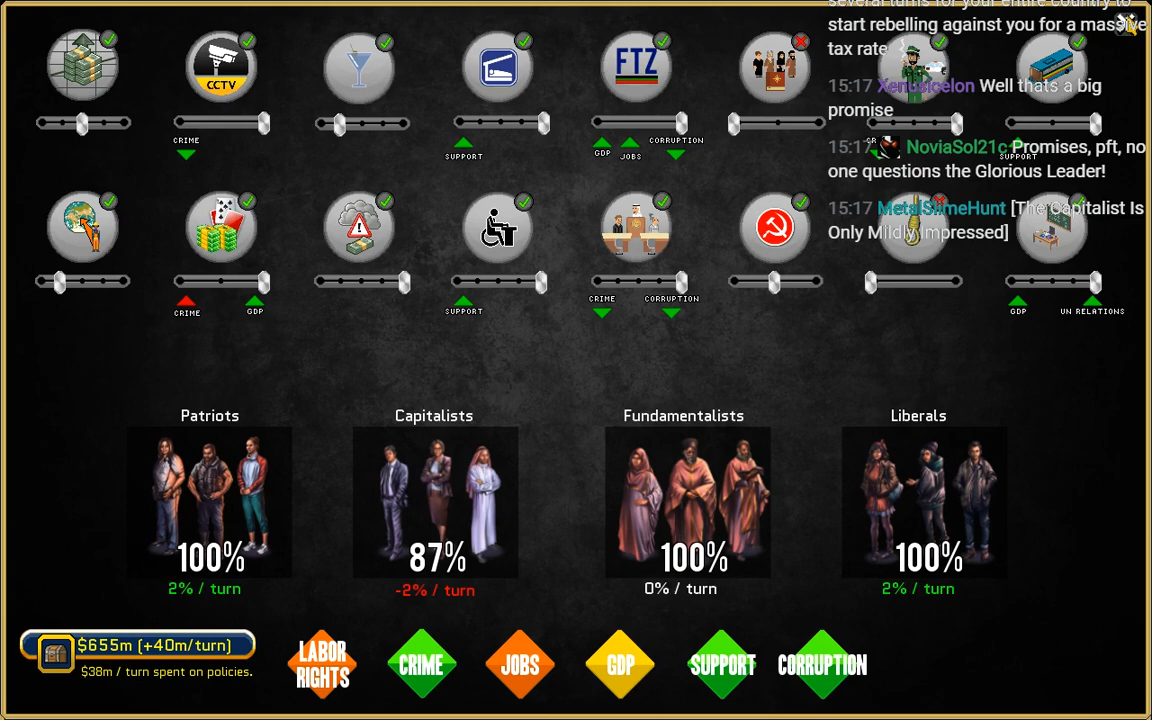 several turns for your entire country to
start rebelling against you for a massive
tax rate
CCTV
FTZ
15:17 Xenusicelon Well thats a big
promise
CRIME
SUPPORT
GDP
JOBS
CORRUPTION
SUPPORT
15:17 NoviaSol21c Promises, pft, no
one questions the Glorious Leader!
15:17 MetalSlimeHunt [The Capitalist Is
Only Mildly Impressed]
CRIME
GDP
SUPPORT
CRIME
CORRUPTION
GDP
UN RELATIONS
Patriots
Capitalists
Fundamentalists
Liberals
100%
87%
100%
100%
2% / turn
-2% / turn
0% / turn
2% / turn
$655m (+40m/turn)
$38m / turn spent on policies.
LABOR
RIGHTS
CRIME
JOBS
GDP
SUPPORT
CORRUPTION